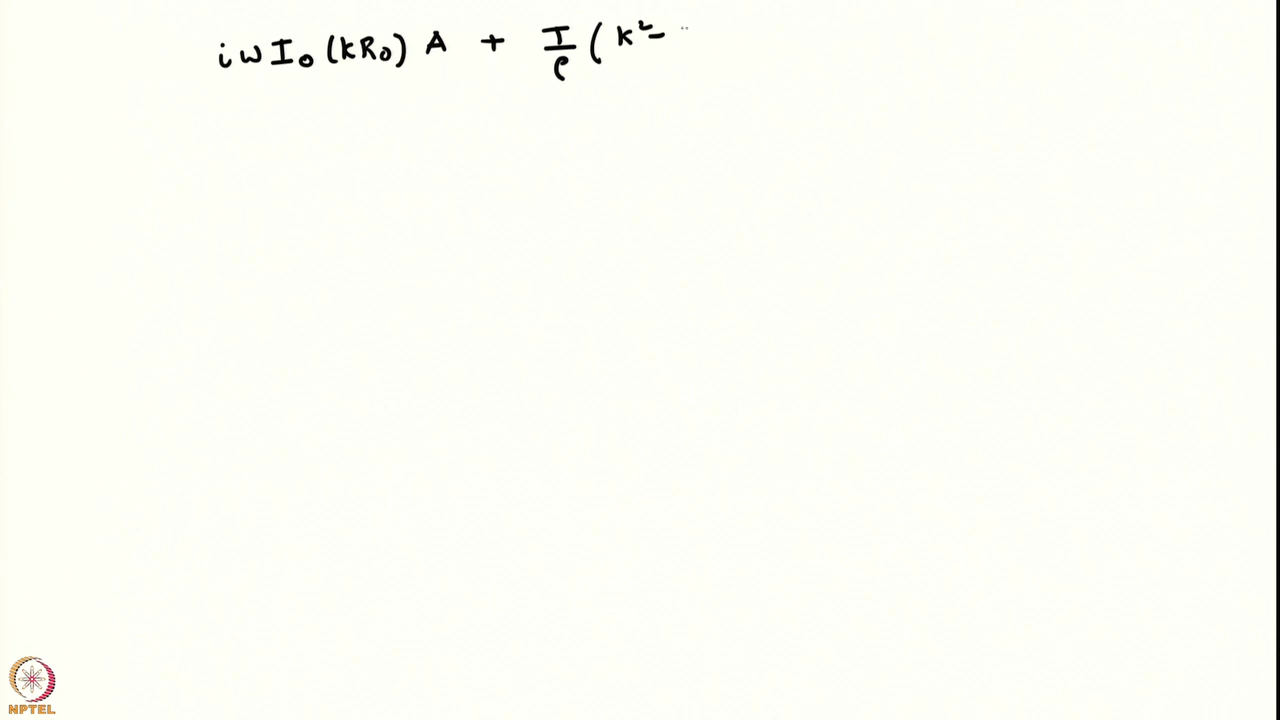 iωI₀(kR₀) A + T/ρ (k² -
NPTEL